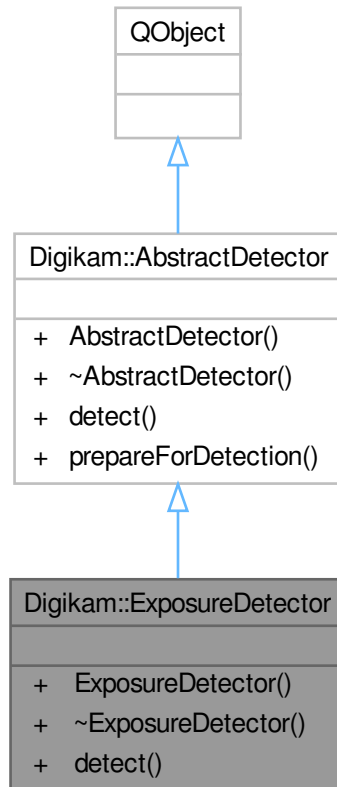 QObject
Digikam::AbstractDetector
+ AbstractDetector()
+ ~AbstractDetector()
+ detect()
+ prepareForDetection()
Digikam::ExposureDetector
+ ExposureDetector()
+ ~ExposureDetector()
+ detect()